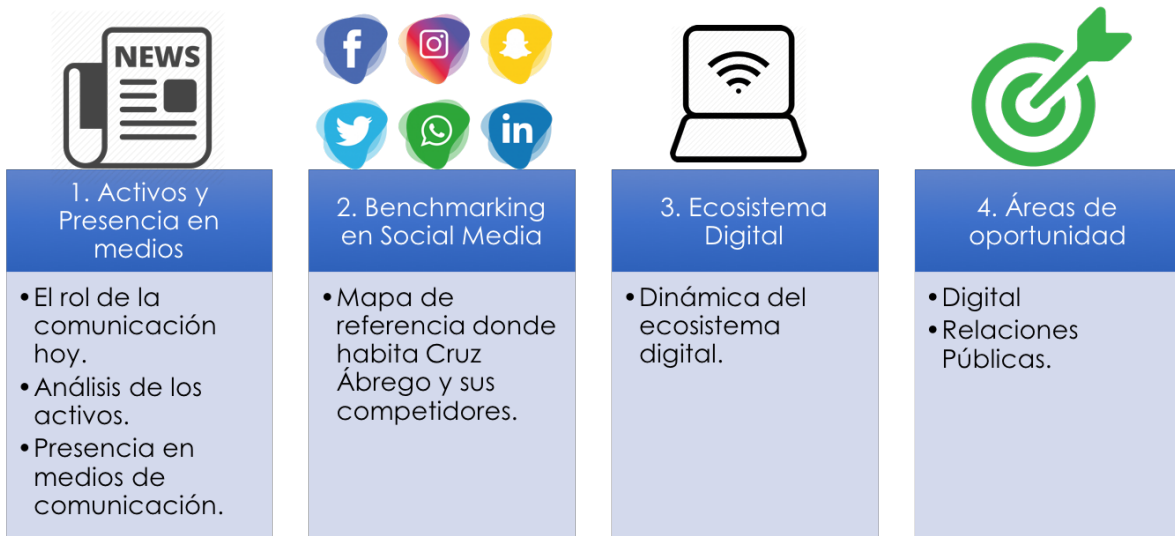 NEWS
1. Activos y
Presencia en
medios
•El rol de la
comunicación
hoy.
•Análisis de los
activos.
•Presencia en
medios de
comunicación.
2. Benchmarking
en Social Media
•Mapa de
referencia donde
habita Cruz
Ábrego y sus
competidores.
3. Ecosistema
Digital
•Dinámica del
ecosistema
digital.
4. Áreas de
oportunidad
•Digital
•Relaciones
Públicas.